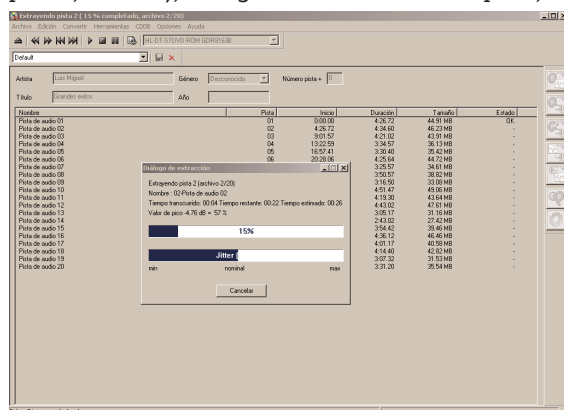 Extrayendo pista 2 ( 15 % completado, archivo 2/20)
Archivo Edición Convertir Herramientas CDDB Opciones Ayuda
HL-DT-STDVD-ROM GDR8163B
Default
Artista Luis Miguel Género Desconocido Número pista + 0
Título Grandes exitos Año
Nombre Pista Inicio Duración Tamaño Estado
Pista de audio 01 01 0:00.00 4:26.72 44.91 MB OK
Pista de audio 02 02 4:26.72 4:34.60 46.23 MB -
Pista de audio 03 03 9:01.57 4:21.02 43.91 MB -
Pista de audio 04 04 13:22.59 3:34.57 36.13 MB -
Pista de audio 05 05 16:57.41 3:30.40 35.42 MB -
Pista de audio 06 06 20:28.06 4:25.64 44.72 MB -
Pista de audio 07 3:25.57 34.61 MB -
Pista de audio 08 3:50.57 38.82 MB -
Pista de audio 09 3:16.50 33.08 MB -
Pista de audio 10 4:51.47 49.06 MB -
Pista de audio 11 4:19.30 43.64 MB -
Pista de audio 12 4:43.02 47.61 MB -
Pista de audio 13 3:05.17 31.16 MB -
Pista de audio 14 2:43.02 27.42 MB -
Pista de audio 15 3:54.42 39.46 MB -
Pista de audio 16 4:36.12 46.46 MB -
Pista de audio 17 4:01.17 40.58 MB -
Pista de audio 18 4:14.40 42.82 MB -
Pista de audio 19 3:07.32 31.53 MB -
Pista de audio 20 3:31.20 35.54 MB -
Diálogo de extracción
Extrayendo pista 2 (archivo 2/20)
Nombre : 02-Pista de audio 02
Tiempo transcurrido: 00:04 Tiempo restante: 00:22 Tiempo estimado: 00:26
Valor de pico -4.76 dB = 57 %
15%
Jitter
min nominal max
Cancelar